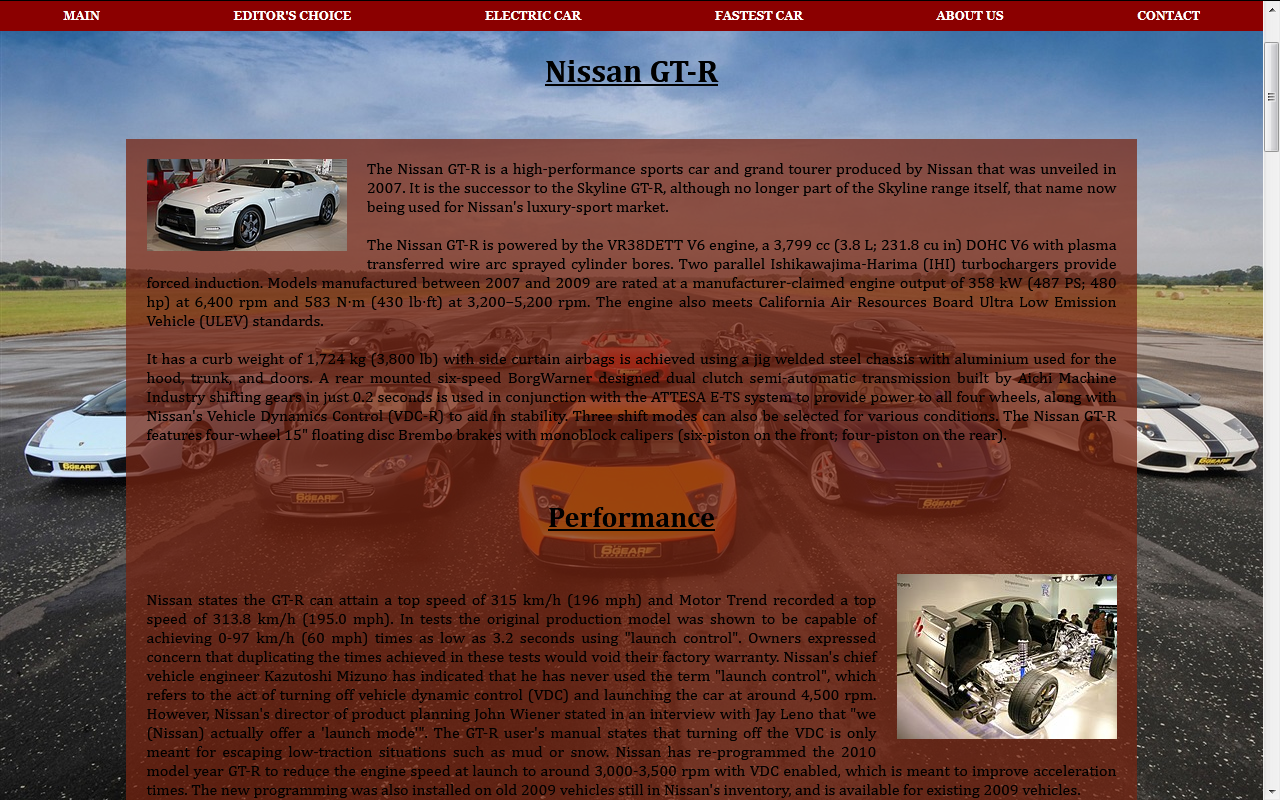 MAIN EDITOR'S CHOICE ELECTRIC CAR FASTEST CAR ABOUT US CONTACT
Nissan GT-R
The Nissan GT-R is a high-performance sports car and grand tourer produced by Nissan that was unveiled in
2007. It is the successor to the Skyline GT-R, although no longer part of the Skyline range itself, that name now
being used for Nissan's luxury-sport market.
The Nissan GT-R is powered by the VR38DETT V6 engine, a 3,799 cc (3.8 L; 231.8 cu in) DOHC V6 with plasma
transferred wire arc sprayed cylinder bores. Two parallel Ishikawajima-Harima (IHI) turbochargers provide
forced induction. Models manufactured between 2007 and 2009 are rated at a manufacturer-claimed engine output of 358 kW (487 PS; 480
hp) at 6,400 rpm and 583 N·m (430 lb·ft) at 3,200–5,200 rpm. The engine also meets California Air Resources Board Ultra Low Emission
Vehicle (ULEV) standards.
It has a curb weight of 1,724 kg (3,800 lb) with side curtain airbags is achieved using a jig welded steel chassis with aluminium used for the
hood, trunk, and doors. A rear mounted six-speed BorgWarner designed dual clutch semi-automatic transmission built by Aichi Machine
Industry shifting gears in just 0.2 seconds is used in conjunction with the ATTESA E-TS system to provide power to all four wheels, along with
Nissan's Vehicle Dynamics Control (VDC-R) to aid in stability. Three shift modes can also be selected for various conditions. The Nissan GT-R
features four-wheel 15" floating disc Brembo brakes with monoblock calipers (six-piston on the front; four-piston on the rear).
Performance
Nissan states the GT-R can attain a top speed of 315 km/h (196 mph) and Motor Trend recorded a top
speed of 313.8 km/h (195.0 mph). In tests the original production model was shown to be capable of
achieving 0-97 km/h (60 mph) times as low as 3.2 seconds using "launch control". Owners expressed
concern that duplicating the times achieved in these tests would void their factory warranty. Nissan's chief
vehicle engineer Kazutoshi Mizuno has indicated that he has never used the term "launch control", which
refers to the act of turning off vehicle dynamic control (VDC) and launching the car at around 4,500 rpm.
However, Nissan's director of product planning John Wiener stated in an interview with Jay Leno that "we
(Nissan) actually offer a 'launch mode'". The GT-R user's manual states that turning off the VDC is only
meant for escaping low-traction situations such as mud or snow. Nissan has re-programmed the 2010
model year GT-R to reduce the engine speed at launch to around 3,000-3,500 rpm with VDC enabled, which is meant to improve acceleration
times. The new programming was also installed on old 2009 vehicles still in Nissan's inventory, and is available for existing 2009 vehicles.